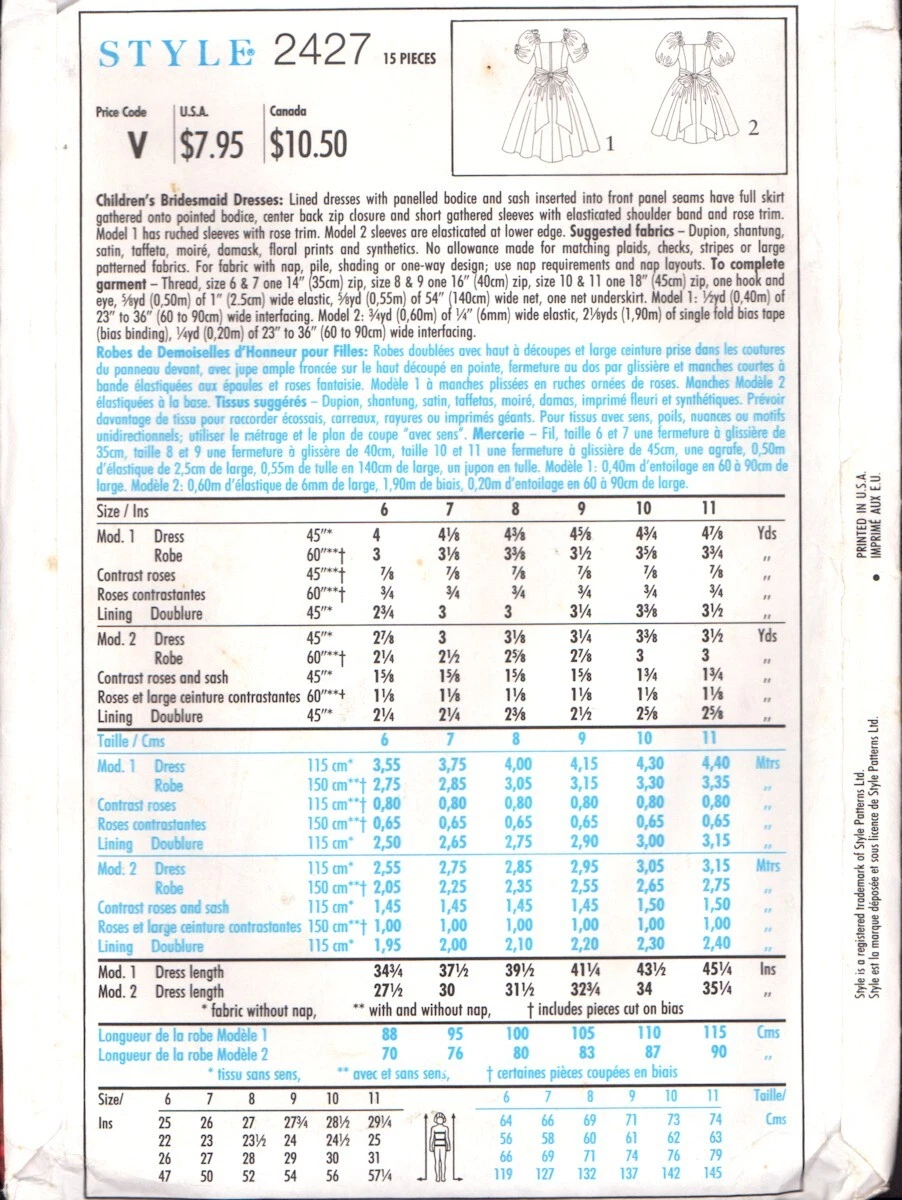 STYLE® 2427 15 PIECES
Price Code U.S.A. Canada
V $7.95 $10.50
1 2
Children's Bridesmaid Dresses: Lined dresses with panelled bodice and sash inserted into front panel seams have full skirt
gathered onto pointed bodice, center back zip closure and short gathered sleeves with elasticated shoulder band and rose trim.
Model 1 has ruched sleeves with rose trim. Model 2 sleeves are elasticated at lower edge. Suggested fabrics – Dupion, shantung,
satin, taffeta, moiré, damask, floral prints and synthetics. No allowance made for matching plaids, checks, stripes or large
patterned fabrics. For fabric with nap, pile, shading or one-way design; use nap requirements and nap layouts. To complete
garment – Thread, size 6 & 7 one 14" (35cm) zip, size 8 & 9 one 16" (40cm) zip, size 10 & 11 one 18" (45cm) zip, one hook and
eye, ⅝yd (0,50m) of 1" (2.5cm) wide elastic, ⅝yd (0,55m) of 54" (140cm) wide net, one net underskirt. Model 1: ½yd (0,40m) of
23" to 36" (60 to 90cm) wide interfacing. Model 2: ¾yd (0,60m) of ¼" (6mm) wide elastic, 2⅛yds (1,90m) of single fold bias tape
(bias binding), ¼yd (0,20m) of 23" to 36" (60 to 90cm) wide interfacing.
Robes de Demoiselles d'Honneur pour Filles: Robes doublées avec haut à découpes et large ceinture prise dans les coutures
du panneau devant, avec jupe ample froncée sur le haut découpé en pointe, fermeture au dos par glissière et manches courtes à
bande élastiquées aux épaules et roses fantaisie. Modèle 1 à manches plissées en ruches ornées de roses. Manches Modèle 2
élastiquées à la base. Tissus suggérés – Dupion, shantung, satin, taffetas, moiré, damas, imprimé fleuri et synthétiques. Prévoir
davantage de tissu pour raccorder écossais, carreaux, rayures ou imprimés géants. Pour tissus avec sens, poils, nuances ou motifs
unidirectionnels; utiliser le métrage et le plan de coupe "avec sens". Mercerie – Fil, taille 6 et 7 une fermeture à glissière de
35cm, taille 8 et 9 une fermeture à glissère de 40cm, taille 10 et 11 une fermeture à glissière de 45cm, une agrafe, 0,50m
d'élastique de 2,5cm de large, 0,55m de tulle en 140cm de large, un jupon en tulle. Modèle 1: 0,40m d'entoilage en 60 à 90cm de
large. Modèle 2: 0,60m d'élastique de 6mm de large, 1,90m de biais, 0,20m d'entoilage en 60 à 90cm de large.
Size / Ins 6 7 8 9 10 11
Mod. 1 Dress 45"* 4 4⅛ 4⅜ 4⅝ 4¾ 4⅞ Yds
Robe 60"**† 3 3⅛ 3⅜ 3½ 3⅝ 3¾ "
Contrast roses 45"**† ⅞ ⅞ ⅞ ⅞ ⅞ ⅞ "
Roses contrastantes 60"**† ¾ ¾ ¾ ¾ ¾ ¾ "
Lining Doublure 45"* 2¾ 3 3 3¼ 3⅜ 3½ "
Mod. 2 Dress 45"* 2⅞ 3 3⅛ 3¼ 3⅜ 3½ Yds
Robe 60"**† 2¼ 2½ 2⅝ 2⅞ 3 3 "
Contrast roses and sash 45"* 1⅝ 1⅝ 1⅝ 1⅝ 1¾ 1¾ "
Roses et large ceinture contrastantes 60"**† 1⅛ 1⅛ 1⅛ 1⅛ 1⅛ 1⅛ "
Lining Doublure 45"* 2¼ 2¼ 2⅜ 2½ 2⅝ 2⅝ "
Taille / Cms 6 7 8 9 10 11
Mod. 1 Dress 115 cm* 3,55 3,75 4,00 4,15 4,30 4,40 Mtrs
Robe 150 cm**† 2,75 2,85 3,05 3,15 3,30 3,35 "
Contrast roses 115 cm**† 0,80 0,80 0,80 0,80 0,80 0,80 "
Roses contrastantes 150 cm**† 0,65 0,65 0,65 0,65 0,65 0,65 "
Lining Doublure 115 cm* 2,50 2,65 2,75 2,90 3,00 3,15 "
Mod. 2 Dress 115 cm* 2,55 2,75 2,85 2,95 3,05 3,15 Mtrs
Robe 150 cm**† 2,05 2,25 2,35 2,55 2,65 2,75 "
Contrast roses and sash 115 cm* 1,45 1,45 1,45 1,45 1,50 1,50 "
Roses et large ceinture contrastantes 150 cm**† 1,00 1,00 1,00 1,00 1,00 1,00 "
Lining Doublure 115 cm* 1,95 2,00 2,10 2,20 2,30 2,40 "
Mod. 1 Dress length 34¾ 37½ 39½ 41¼ 43½ 45¼ Ins
Mod. 2 Dress length 27½ 30 31½ 32¾ 34 35¼ "
* fabric without nap, ** with and without nap, † includes pieces cut on bias
Longueur de la robe Modèle 1 88 95 100 105 110 115 Cms
Longueur de la robe Modèle 2 70 76 80 83 87 90 "
* tissu sans sens, ** avec et sans sens, † certaines pièces coupées en biais
Size/ 6 7 8 9 10 11 6 7 8 9 10 11 Taille/
Ins 25 26 27 27¾ 28½ 29¼ 64 66 69 71 73 74 Cms
22 23 23½ 24 24½ 25 56 58 60 61 62 63
26 27 28 29 30 31 66 69 71 74 76 79
47 50 52 54 56 57¼ 119 127 132 137 142 145
PRINTED IN U.S.A.
IMPRIMÉ AUX E.U.
•
Style is a registered trademark of Style Patterns Ltd.
Style est la marque déposée et sous licence de Style Patterns Ltd.